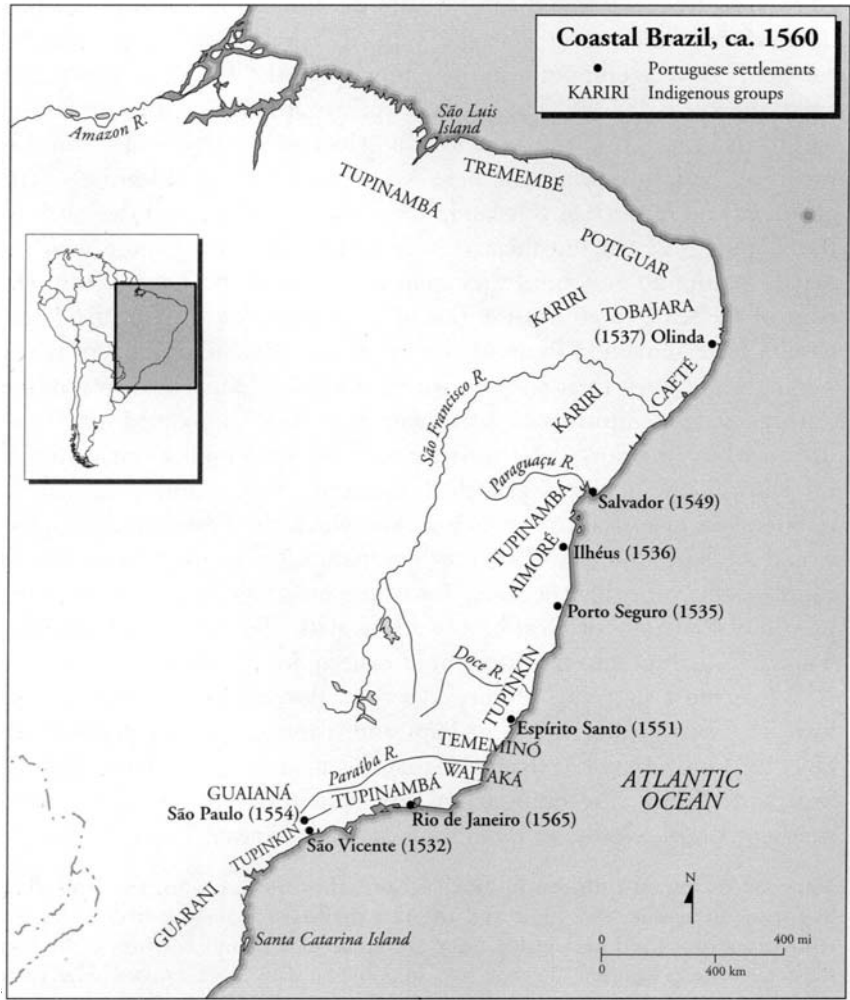 Coastal Brazil, ca. 1560
Portuguese settlements
KARIRI Indigenous groups
Amazon R.
São Luis
Island
TREMEMBÉ
TUPINAMBÁ
POTIGUAR
KARIRI
TOBAJARA
(1537) Olinda
CAETÉ
São Francisco R.
KARIRI
Paraguaçu R.
Salvador (1549)
TUPINAMBÁ
AIMORÉ
Ilhéus (1536)
Porto Seguro (1535)
Doce R.
TUPINKIN
Espírito Santo (1551)
TEMEMINÓ
Paraíba R.
WAITAKÁ
ATLANTIC
OCEAN
GUAIANÁ
TUPINAMBÁ
São Paulo (1554)
Rio de Janeiro (1565)
TUPINKIN
São Vicente (1532)
GUARANI
Santa Catarina Island
N
0 400 mi
0 400 km